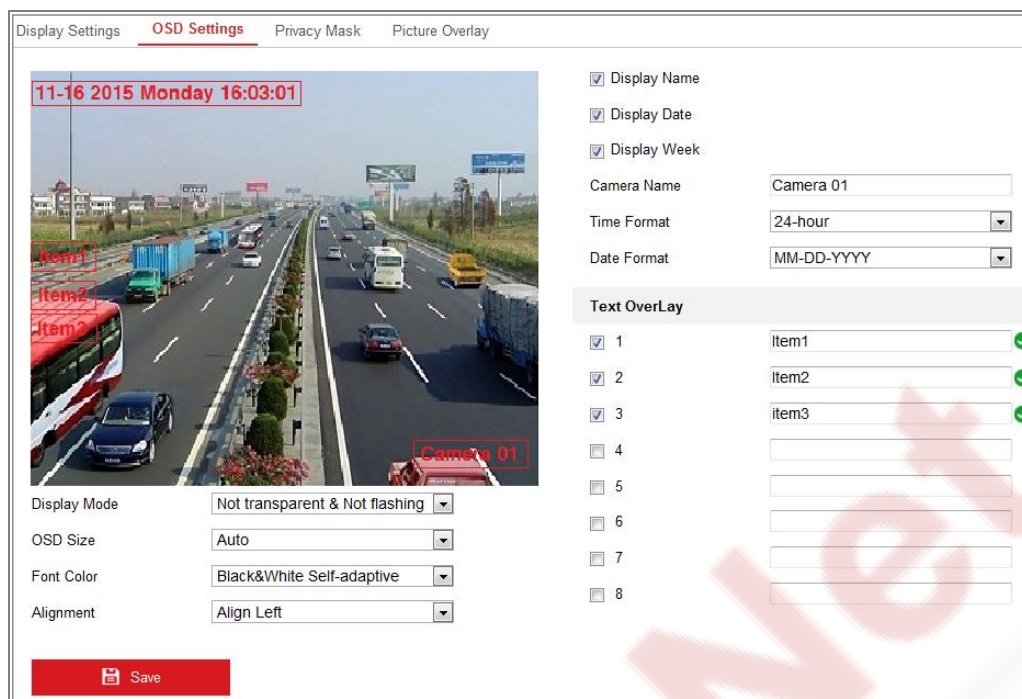 Display Settings OSD Settings Privacy Mask Picture Overlay
11-16 2015 Monday 16:03:01
Item1
Item2
Item3
Camera 01
Display Mode Not transparent & Not flashing
OSD Size Auto
Font Color Black&White Self-adaptive
Alignment Align Left
Save
Display Name
Display Date
Display Week
Camera Name Camera 01
Time Format 24-hour
Date Format MM-DD-YYYY
Text OverLay
1 Item1
2 Item2
3 item3
4
5
6
7
8
Net